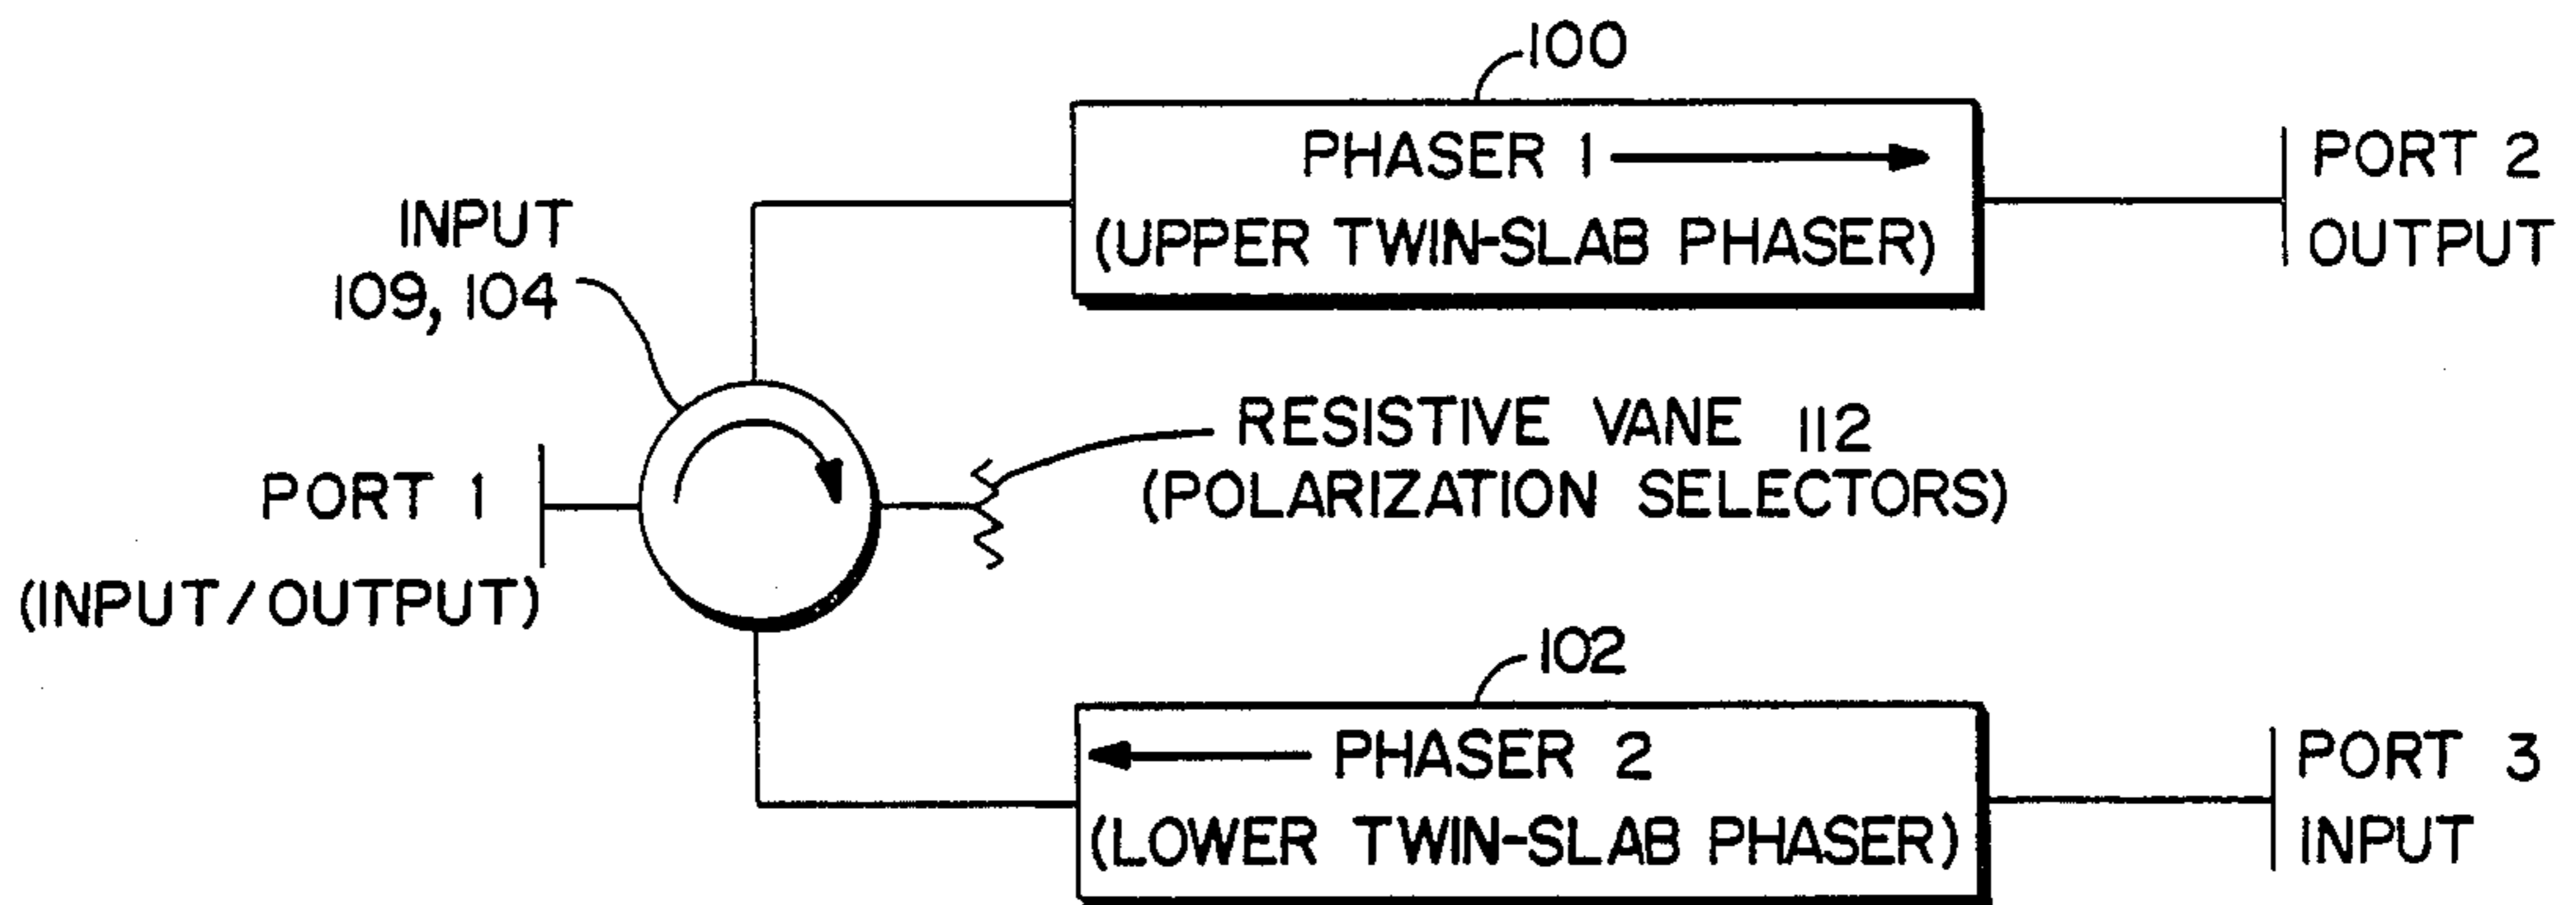 100
PHASER 1
(UPPER TWIN-SLAB PHASER)
PORT 2
OUTPUT
INPUT
109, 104
RESISTIVE VANE 112
(POLARIZATION SELECTORS)
PORT 1
(INPUT/OUTPUT)
102
PHASER 2
(LOWER TWIN-SLAB PHASER)
PORT 3
INPUT